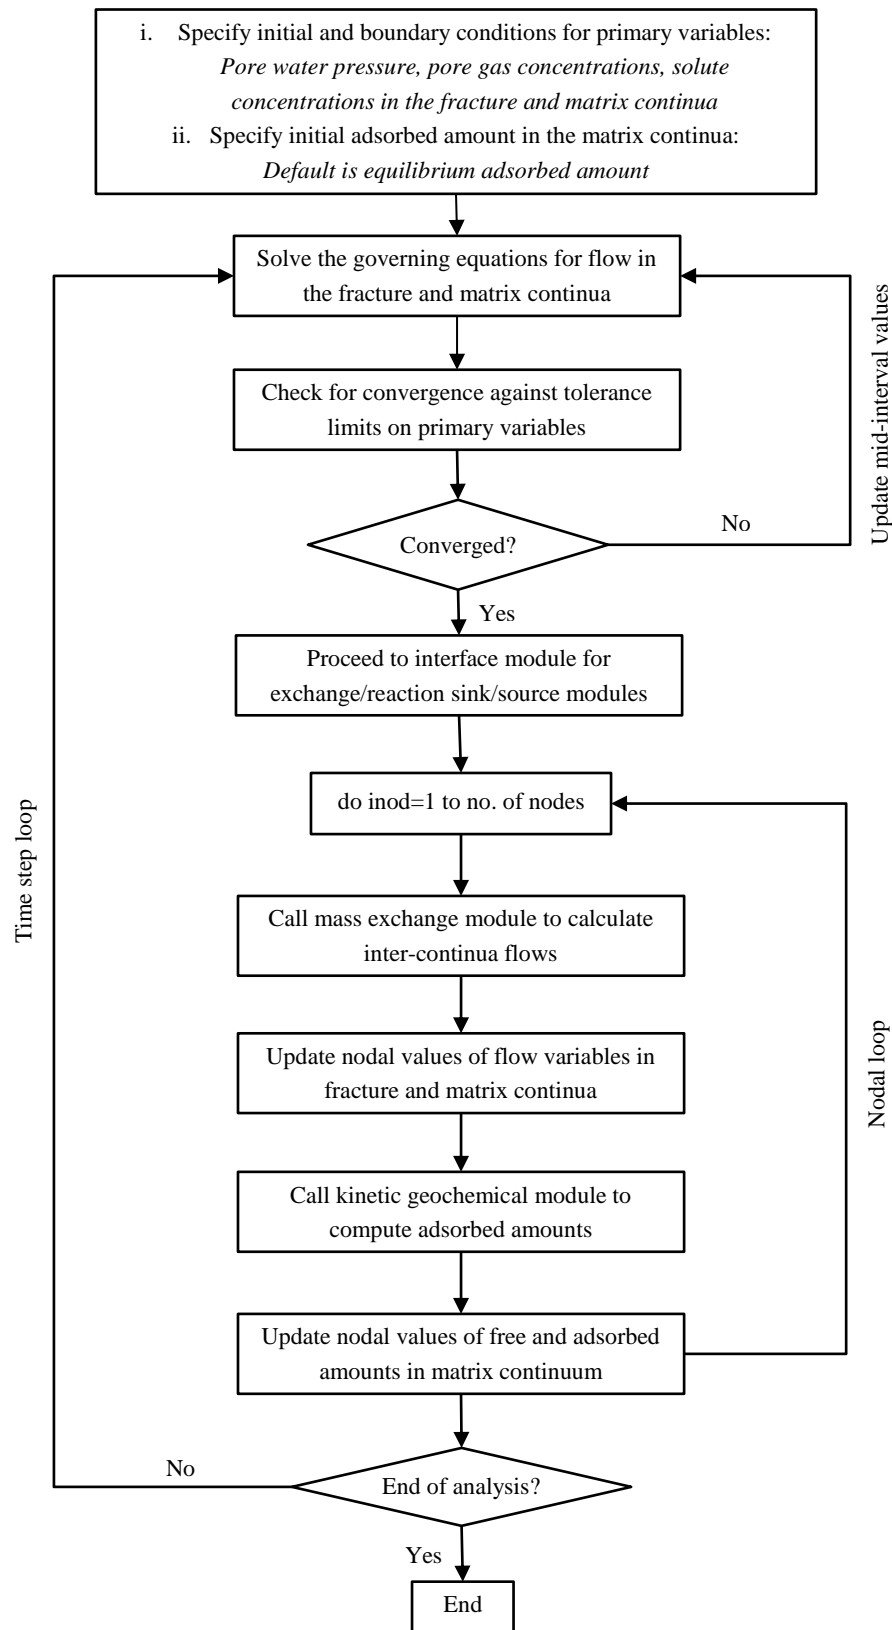 i. Specify initial and boundary conditions for primary variables:
Pore water pressure, pore gas concentrations, solute
concentrations in the fracture and matrix continua
ii. Specify initial adsorbed amount in the matrix continua:
Default is equilibrium adsorbed amount
Solve the governing equations for flow in
the fracture and matrix continua
Update mid-interval values
Check for convergence against tolerance
limits on primary variables
Converged?
No
Yes
Proceed to interface module for
exchange/reaction sink/source modules
Time step loop
do inod=1 to no. of nodes
Call mass exchange module to calculate
inter-continua flows
Update nodal values of flow variables in
fracture and matrix continua
Nodal loop
Call kinetic geochemical module to
compute adsorbed amounts
Update nodal values of free and adsorbed
amounts in matrix continuum
No
End of analysis?
Yes
End